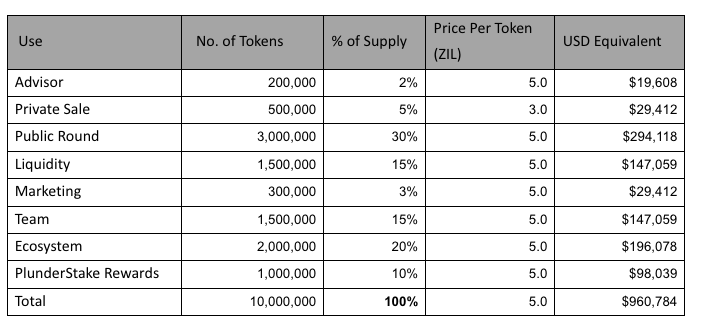 Use No. of Tokens % of Supply Price Per Token (ZIL) USD Equivalent
Advisor 200,000 2% 5.0 $19,608
Private Sale 500,000 5% 3.0 $29,412
Public Round 3,000,000 30% 5.0 $294,118
Liquidity 1,500,000 15% 5.0 $147,059
Marketing 300,000 3% 5.0 $29,412
Team 1,500,000 15% 5.0 $147,059
Ecosystem 2,000,000 20% 5.0 $196,078
PlunderStake Rewards 1,000,000 10% 5.0 $98,039
Total 10,000,000 100% 5.0 $960,784